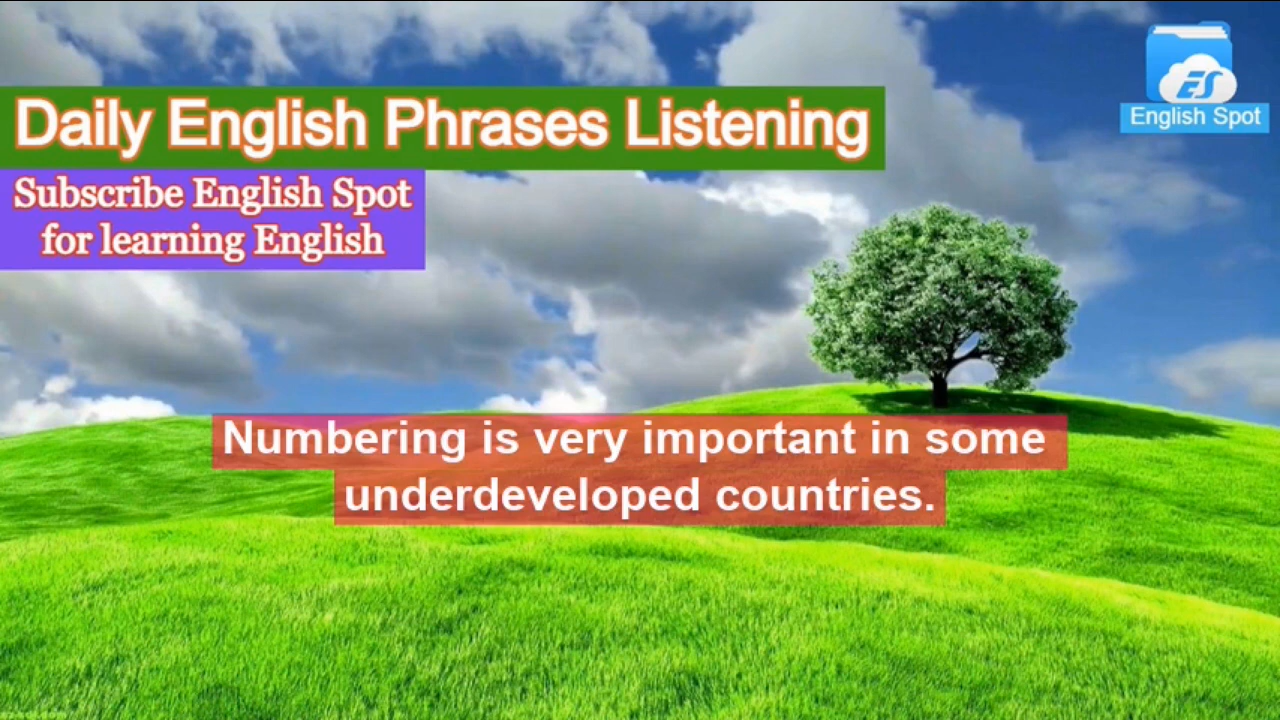 Daily English Phrases Listening
Subscribe English Spot
for learning English
ES
English Spot
Numbering is very important in some
underdeveloped countries.